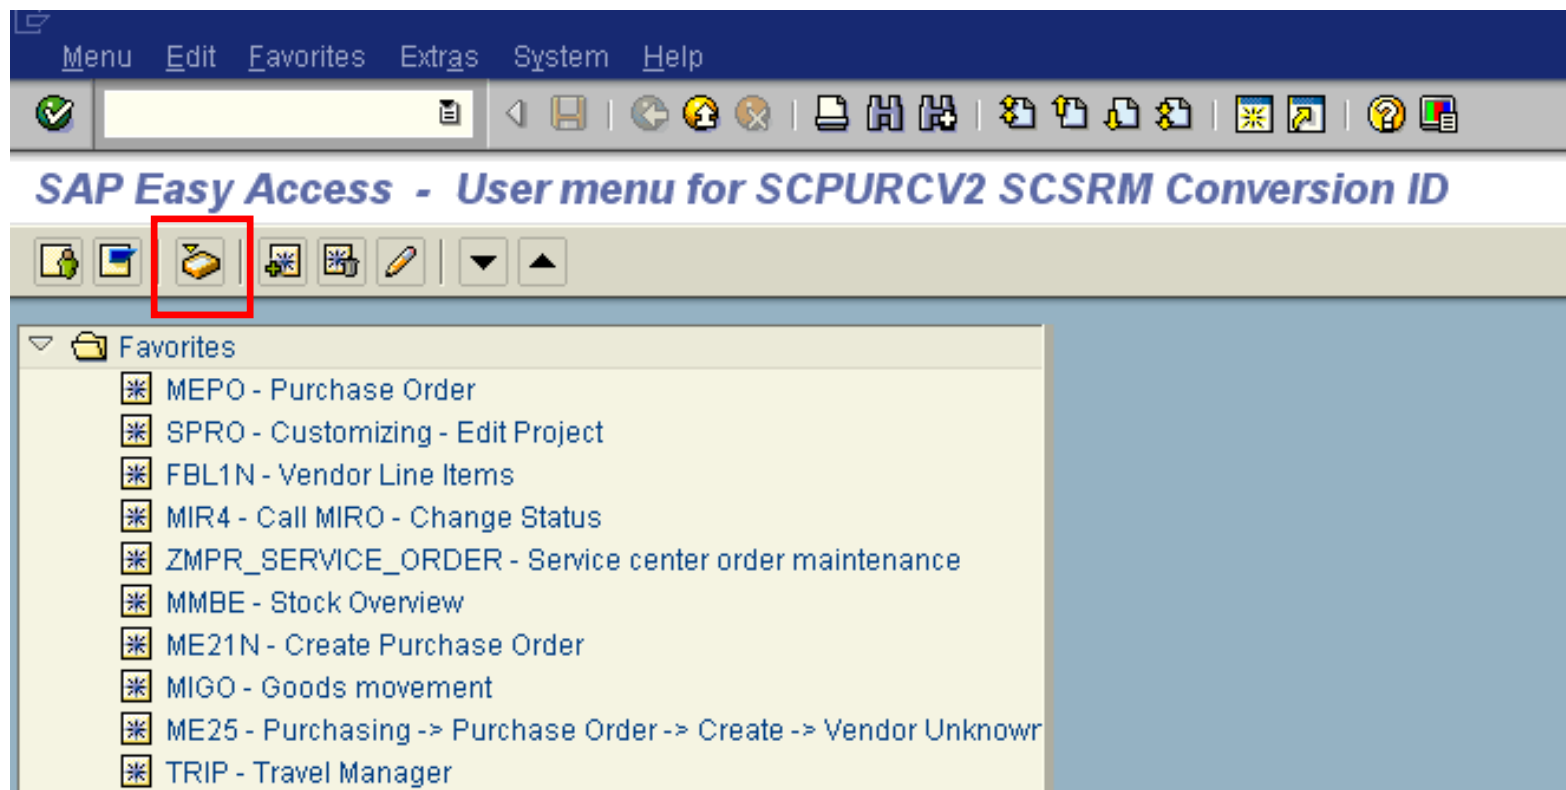 Menu Edit Favorites Extras System Help
SAP Easy Access - User menu for SCPURCV2 SCSRM Conversion ID
Favorites
MEPO - Purchase Order
SPRO - Customizing - Edit Project
FBL1N - Vendor Line Items
MIR4 - Call MIRO - Change Status
ZMPR_SERVICE_ORDER - Service center order maintenance
MMBE - Stock Overview
ME21N - Create Purchase Order
MIGO - Goods movement
ME25 - Purchasing -> Purchase Order -> Create -> Vendor Unknown
TRIP - Travel Manager